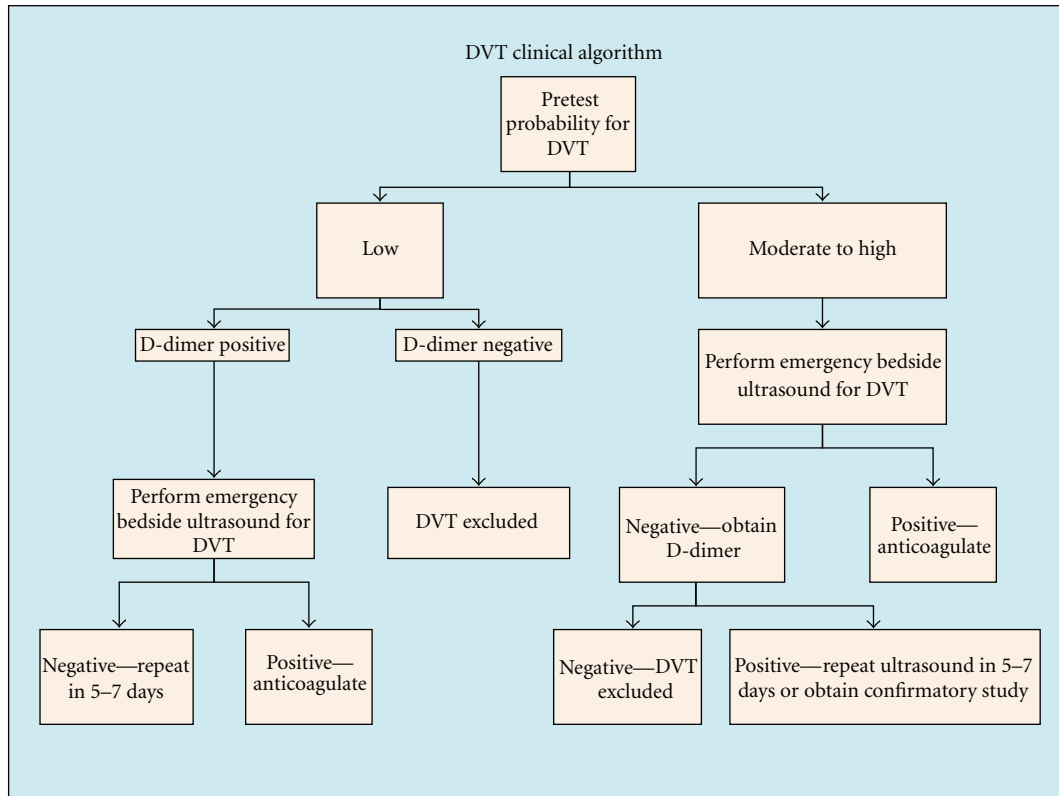 DVT clinical algorithm
Pretest
probability for
DVT
Low
Moderate to high
D-dimer positive
D-dimer negative
Perform emergency bedside
ultrasound for DVT
Perform emergency
bedside ultrasound for
DVT
DVT excluded
Negative—obtain
D-dimer
Positive—
anticoagulate
Negative—repeat
in 5–7 days
Positive—
anticoagulate
Negative—DVT
excluded
Positive—repeat ultrasound in 5–7
days or obtain confirmatory study